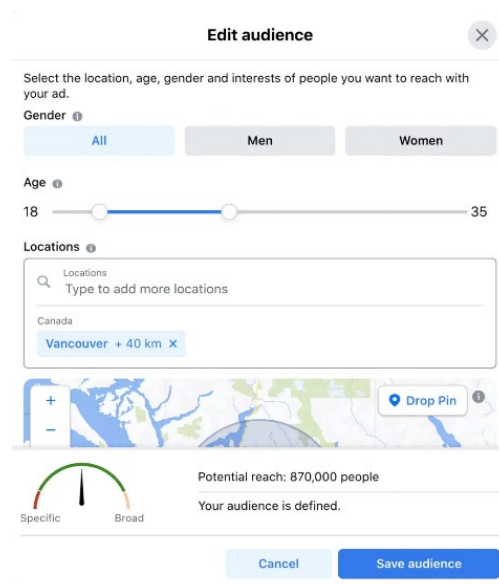 Edit audience
Select the location, age, gender and interests of people you want to reach with
your ad.
Gender
All Men Women
Age
18 35
Locations
Locations
Type to add more locations
Canada
Vancouver + 40 km ×
+
Drop Pin
−
Potential reach: 870,000 people
Your audience is defined.
Specific Broad
Cancel Save audience